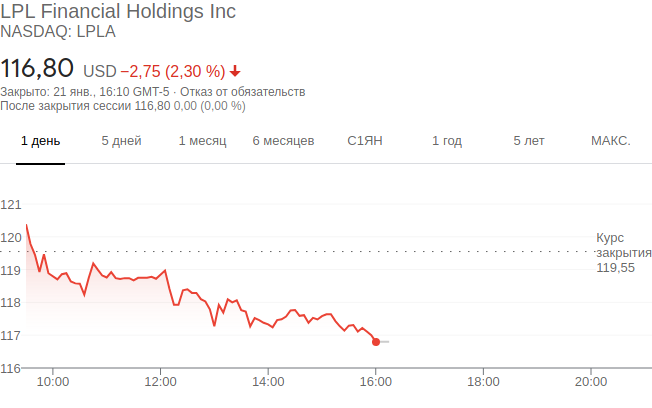 LPL Financial Holdings Inc
NASDAQ: LPLA
116,80 USD −2,75 (2,30 %)
Закрыто: 21 янв., 16:10 GMT-5 · Отказ от обязательств
После закрытия сессии 116,80 0,00 (0,00 %)
1 день 5 дней 1 месяц 6 месяцев С1ЯН 1 год 5 лет МАКС.
121
120
119
118
117
116
Курс
закрытия
119,55
10:00 12:00 14:00 16:00 18:00 20:00